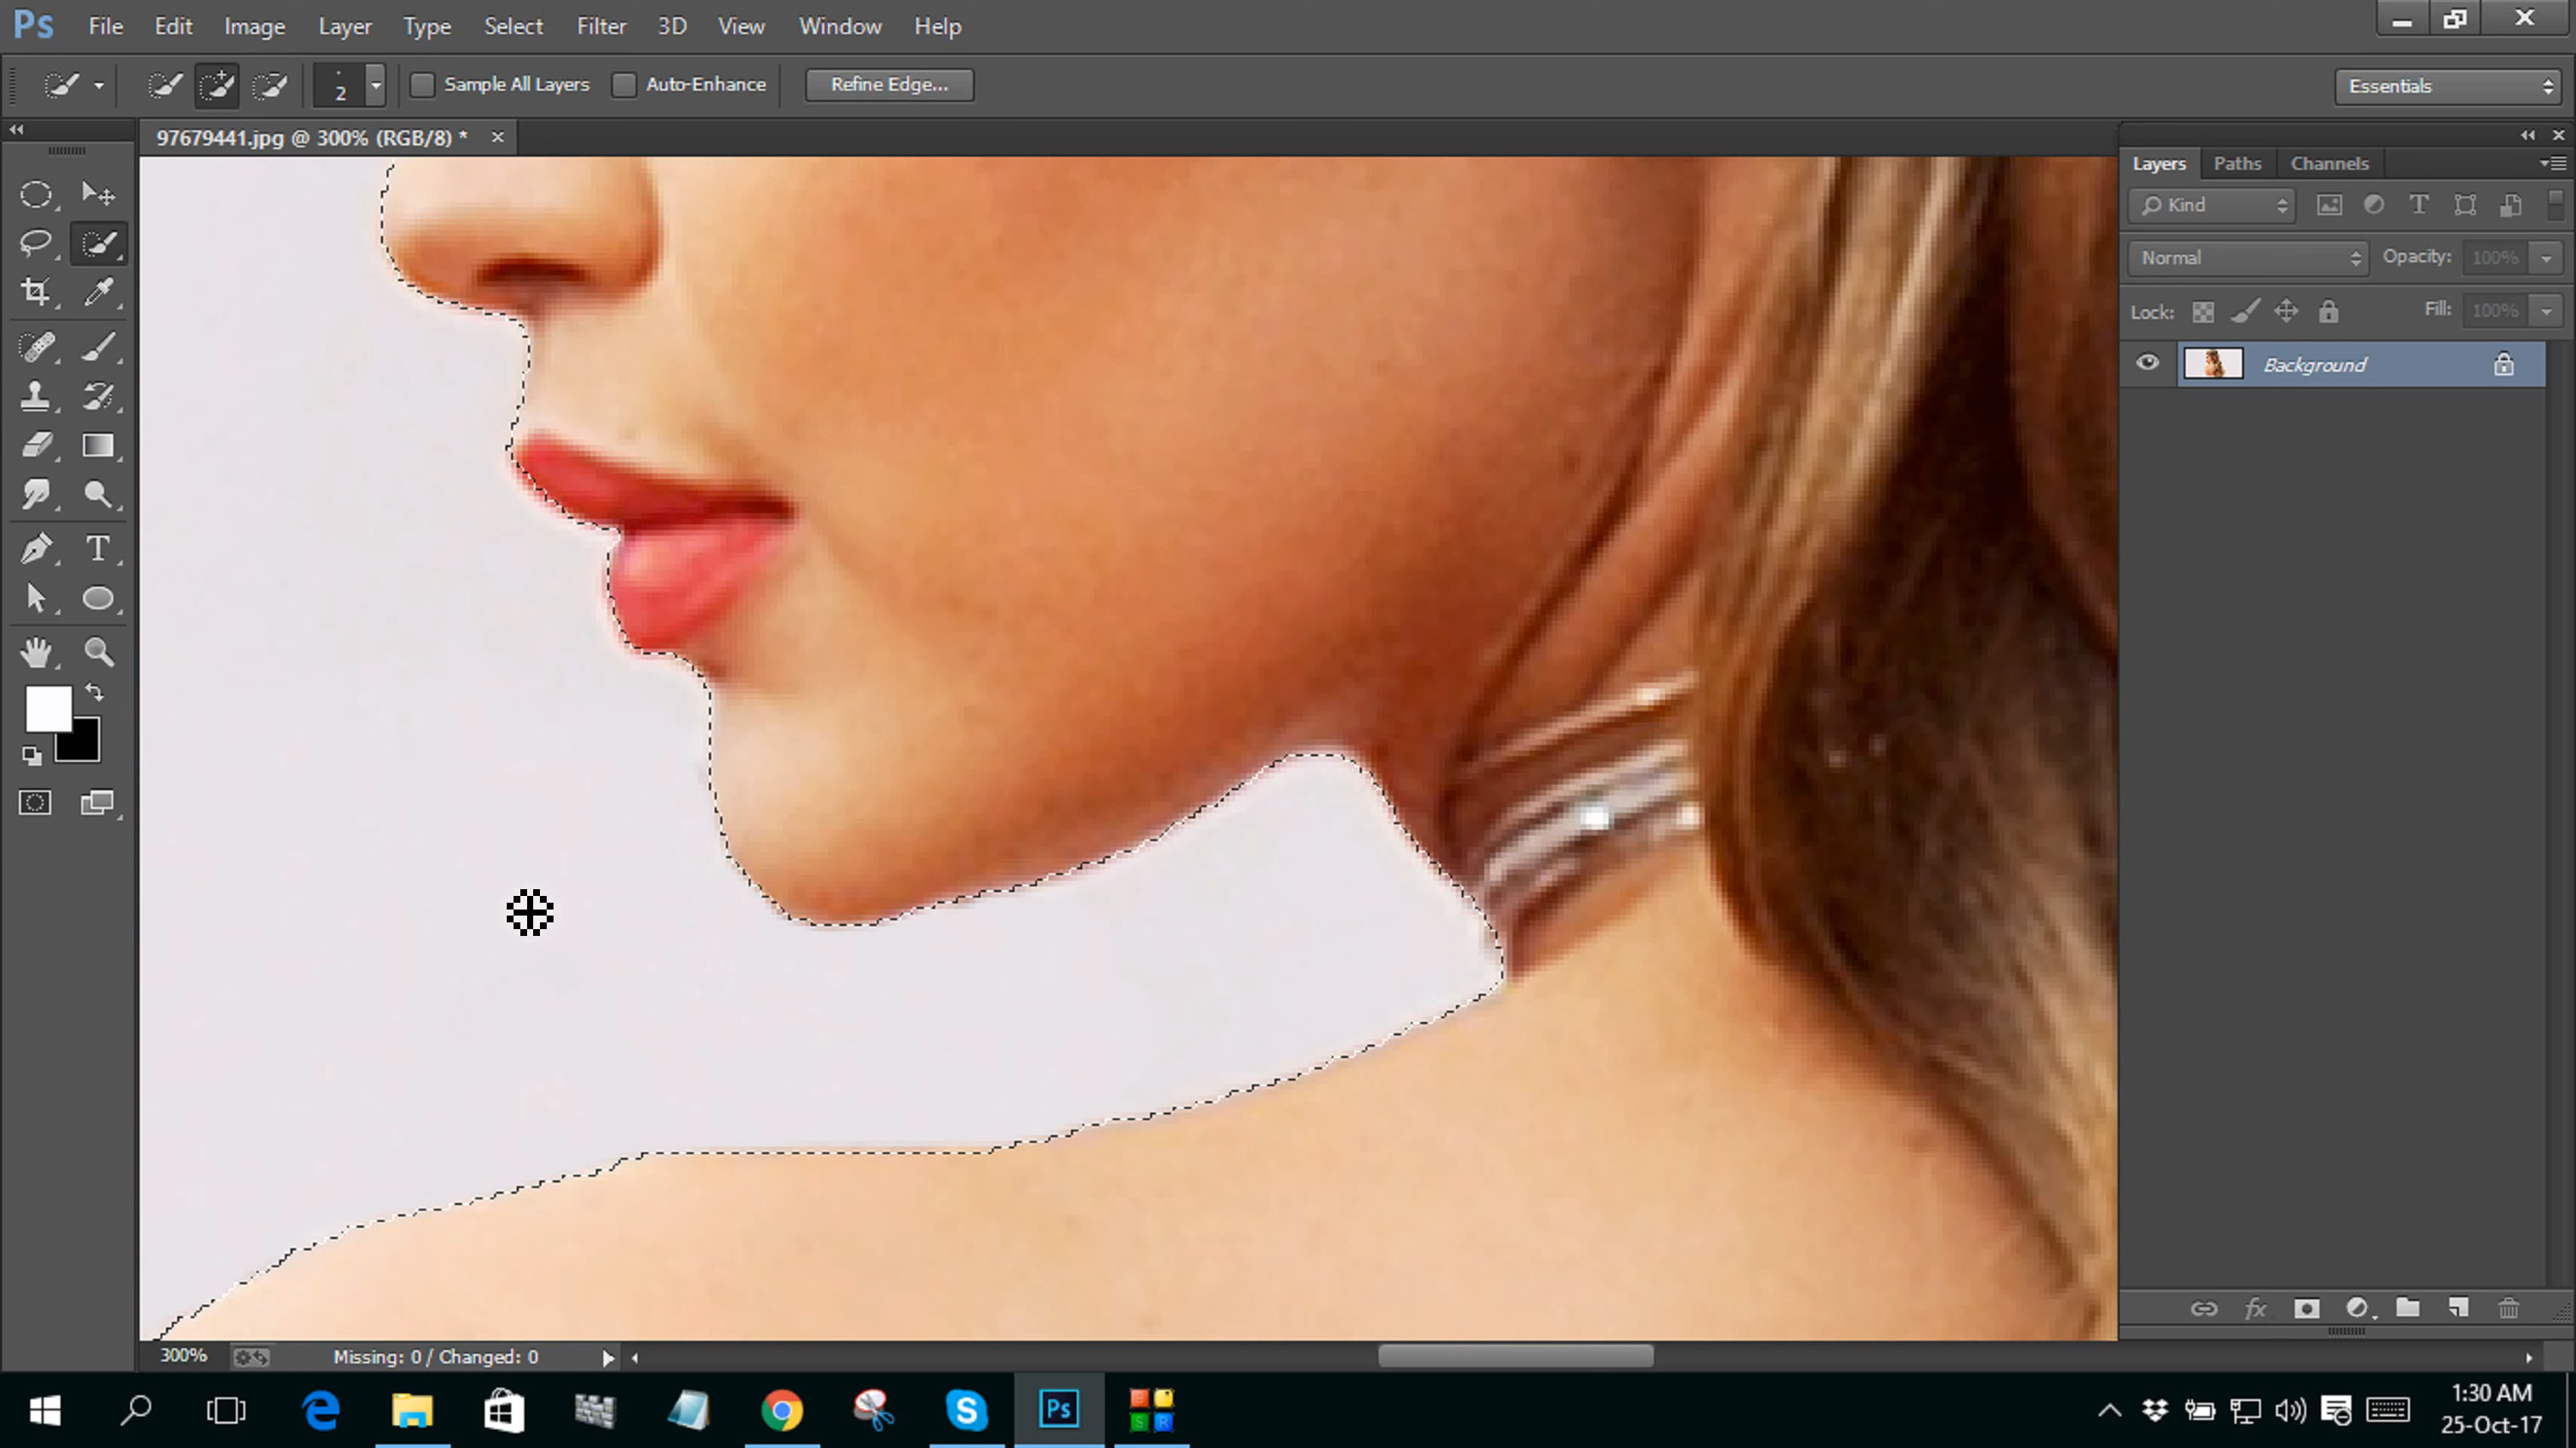 Ps File Edit Image Layer Type Select Filter 3D View Window Help
2 Sample All Layers Auto-Enhance Refine Edge... Essentials
97679441.jpg @ 300% (RGB/8) *
Layers Paths Channels
Kind
Normal Opacity: 100%
Lock: Fill: 100%
Background
300% Missing: 0 / Changed: 0
1:30 AM
25-Oct-17